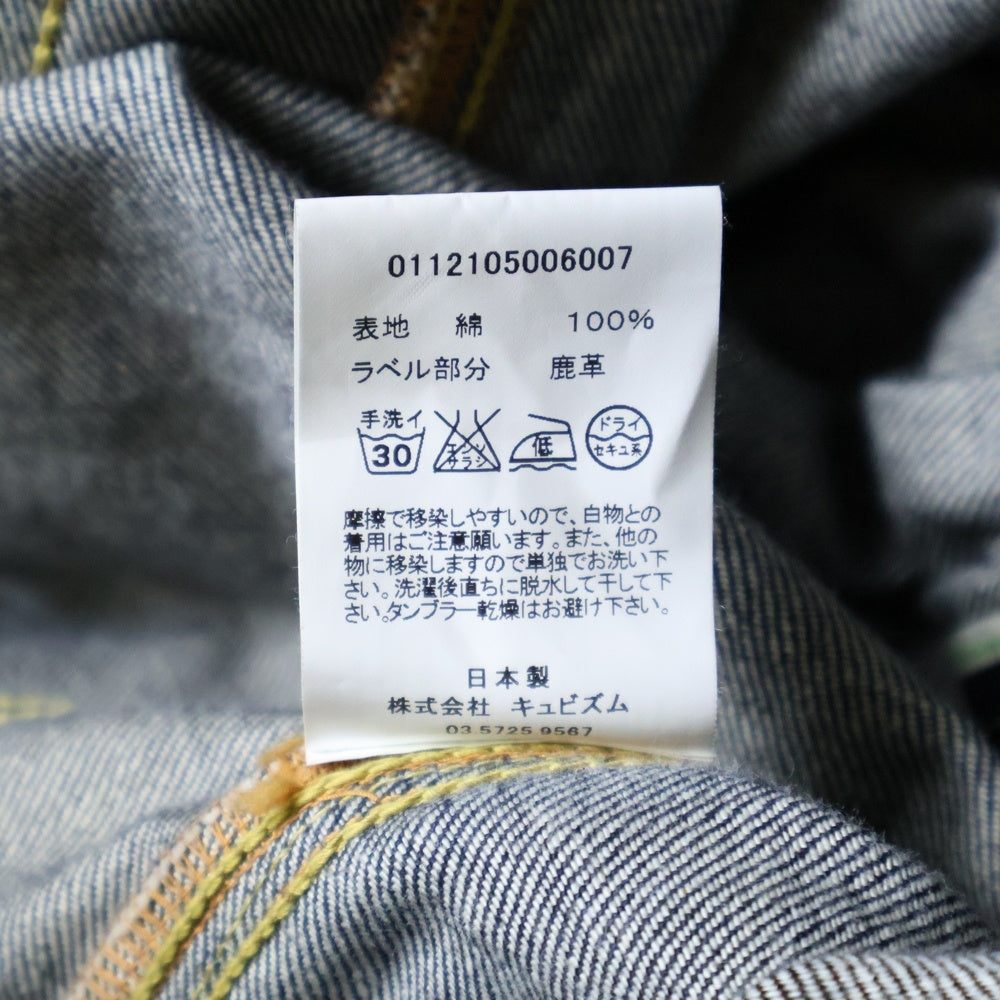 0112105006007
表地 綿 100%
ラベル部分 鹿革
手洗イ ドライ
30 エンソ 低 セキユ系
サラシ
摩擦で移染しやすいので、白物との
着用はご注意願います。また、他の
物に移染しますので単独でお洗い下
さい。洗濯後直ちに脱水して干して下
さい。タンブラー乾燥はお避け下さい。
日本製
株式会社 キュビズム
03.5725 9567